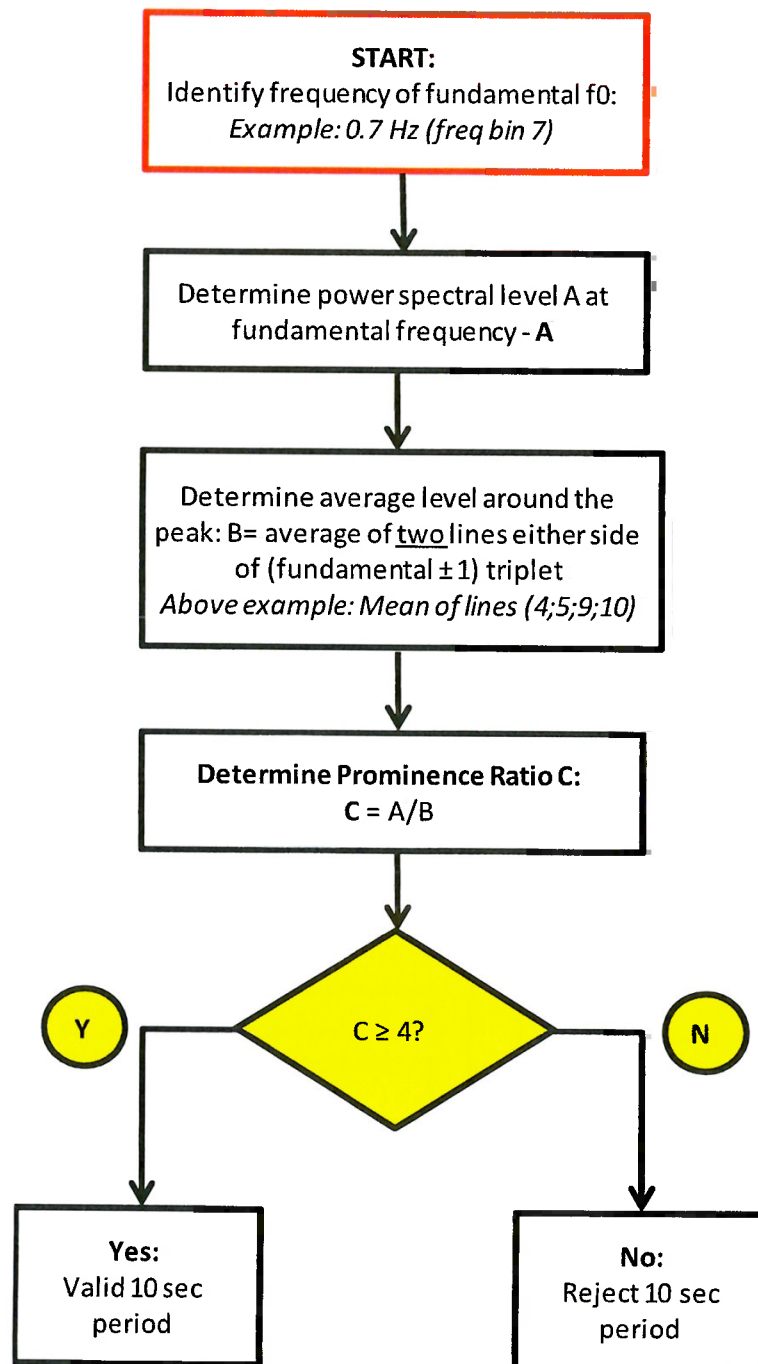 START:
Identify frequency of fundamental f0:
Example: 0.7 Hz (freq bin 7)
Determine power spectral level A at
fundamental frequency - A
Determine average level around the
peak: B= average of two lines either side
of (fundamental ± 1) triplet
Above example: Mean of lines (4;5;9;10)
Determine Prominence Ratio C:
C = A/B
Y
C ≥ 4?
N
Yes:
Valid 10 sec
period
No:
Reject 10 sec
period